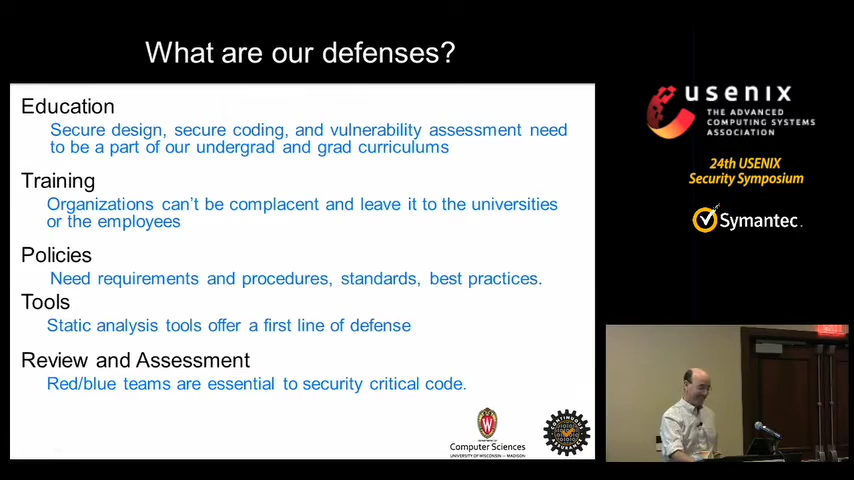 What are our defenses?
Education
Secure design, secure coding, and vulnerability assessment need
to be a part of our undergrad and grad curriculums
Training
Organizations can't be complacent and leave it to the universities
or the employees
Policies
Need requirements and procedures, standards, best practices.
Tools
Static analysis tools offer a first line of defense
Review and Assessment
Red/blue teams are essential to security critical code.
W
Computer Sciences
UNIVERSITY OF WISCONSIN — MADISON
CONTINUOUS
usenix
THE ADVANCED
COMPUTING SYSTEMS
ASSOCIATION
24th USENIX
Security Symposium
Symantec.